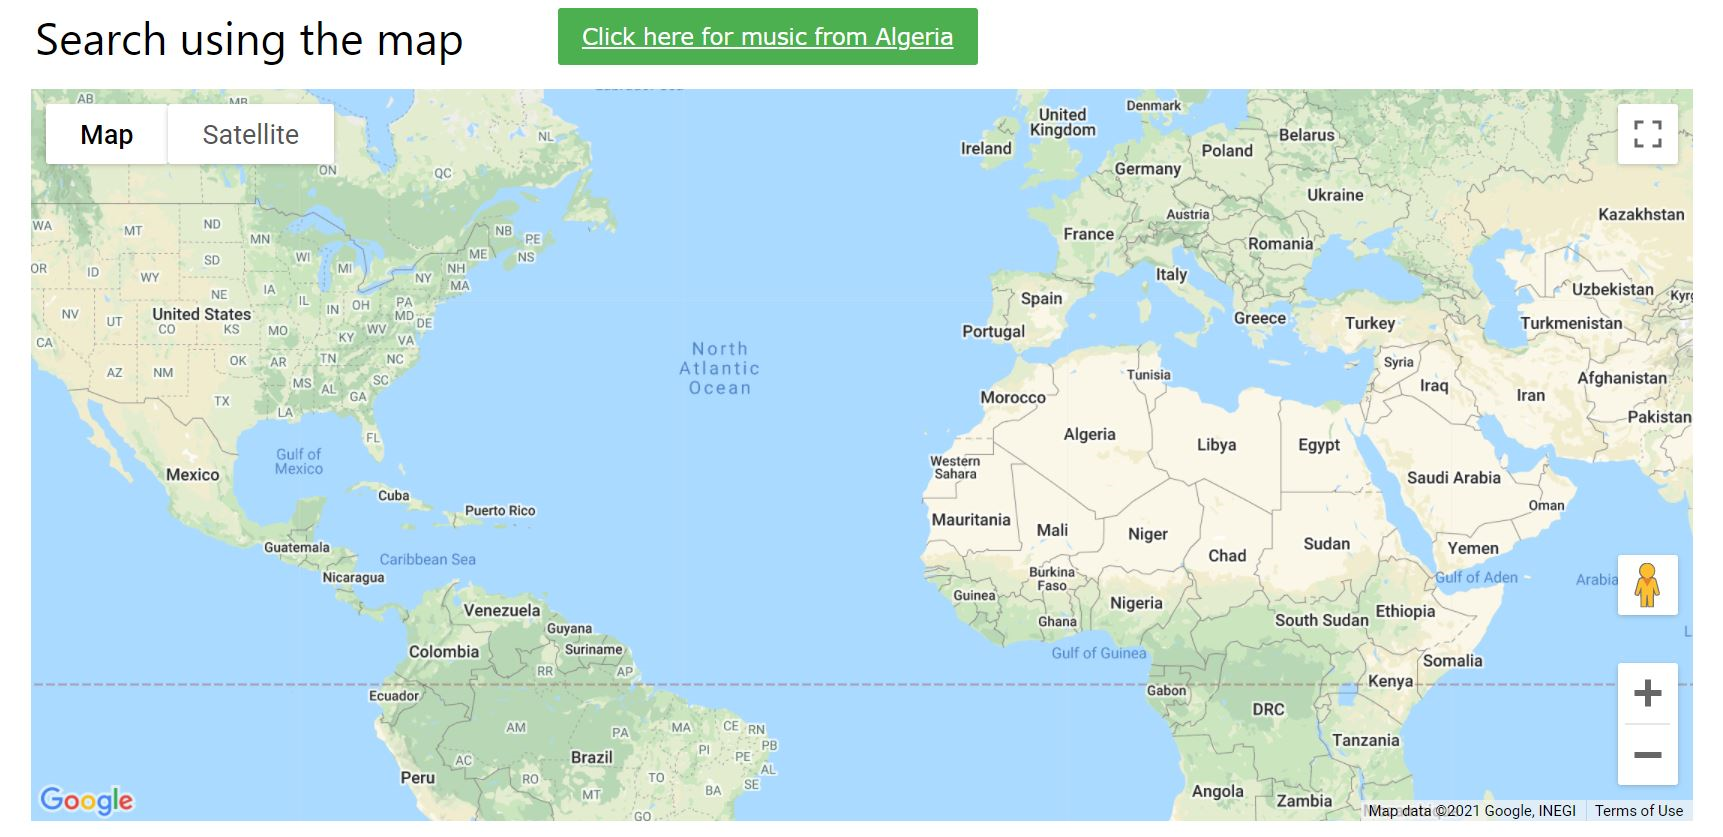 Search using the map
Click here for music from Algeria
Map
Satellite
AB
MB
ON
QC
NL
NB
PE
NS
WA
MT
ND
MN
OR
ID
WY
SD
WI
MI
NY
ME
NH
MA
NE
IA
IL
IN
OH
PA
MD
DE
NV
UT
United States
CO
KS
MO
KY
WV
VA
CA
AZ
NM
OK
AR
TN
NC
TX
MS
AL
GA
SC
LA
FL
Gulf of
Mexico
Mexico
Cuba
Puerto Rico
Guatemala
Caribbean Sea
Nicaragua
North
Atlantic
Ocean
Venezuela
Guyana
Suriname
Colombia
RR
AP
Ecuador
AM
PA
MA
CE
RN
PB
PI
PE
AL
SE
AC
RO
Brazil
TO
BA
MT
GO
Peru
United
Kingdom
Ireland
Denmark
Belarus
Poland
Germany
Ukraine
Austria
Kazakhstan
France
Romania
Italy
Spain
Portugal
Greece
Turkey
Uzbekistan
Turkmenistan
Syria
Iraq
Iran
Afghanistan
Pakistan
Tunisia
Morocco
Algeria
Libya
Egypt
Western
Sahara
Saudi Arabia
Oman
Mauritania
Mali
Niger
Chad
Sudan
Yemen
Gulf of Aden
Arabia
Burkina
Faso
Guinea
Ghana
Nigeria
South Sudan
Ethiopia
Gulf of Guinea
Somalia
Gabon
Kenya
DRC
Tanzania
Angola
Zambia
Google
Map data ©2021 Google, INEGI
Terms of Use